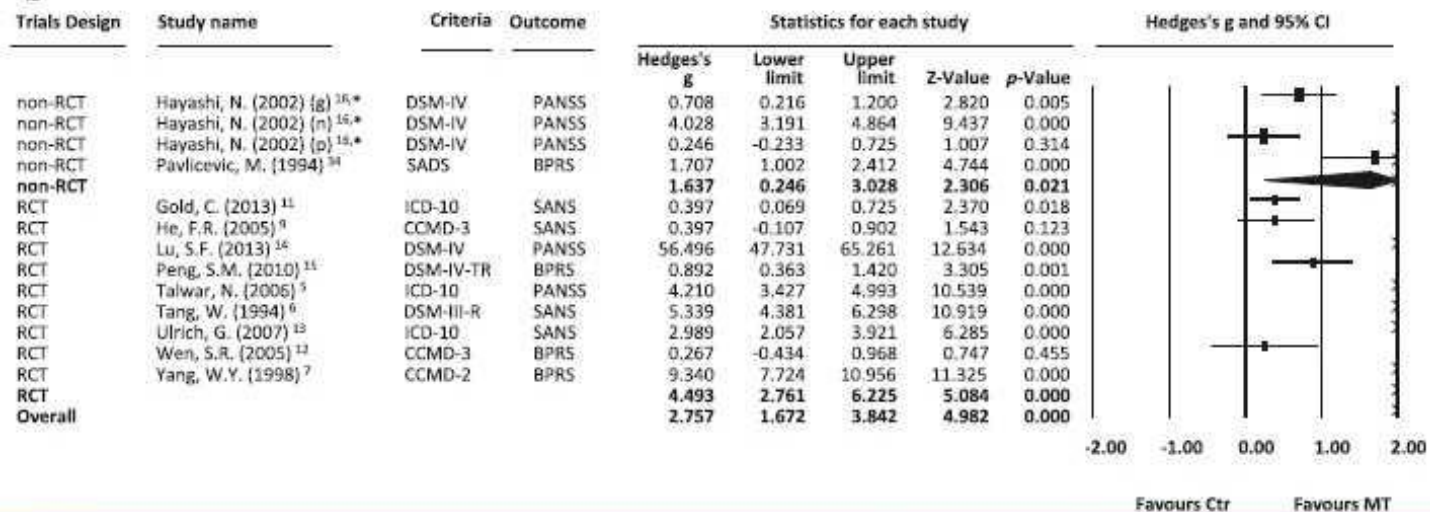 Trials Design Study name Criteria Outcome Statistics for each study Hedges's g and 95% CI
Hedges's g Lower limit Upper limit Z-Value p-Value
non-RCT Hayashi, N. (2002) (g) 16,* DSM-IV PANSS 0.708 0.216 1.200 2.820 0.005
non-RCT Hayashi, N. (2002) (n) 16,* DSM-IV PANSS 4.028 3.191 4.864 9.437 0.000
non-RCT Hayashi, N. (2002) (p) 16,* DSM-IV PANSS 0.246 -0.233 0.725 1.007 0.314
non-RCT Pavlicevic, M. (1994) 34 SADS BPRS 1.707 1.002 2.412 4.744 0.000
non-RCT 1.637 0.246 3.028 2.306 0.021
RCT Gold, C. (2013) 11 ICD-10 SANS 0.397 0.069 0.725 2.370 0.018
RCT He, F.R. (2005) 9 CCMD-3 SANS 0.397 -0.107 0.902 1.543 0.123
RCT Lu, S.F. (2013) 14 DSM-IV PANSS 56.496 47.731 65.261 12.634 0.000
RCT Peng, S.M. (2010) 15 DSM-IV-TR BPRS 0.892 0.363 1.420 3.305 0.001
RCT Talwar, N. (2006) 5 ICD-10 PANSS 4.210 3.427 4.993 10.539 0.000
RCT Tang, W. (1994) 6 DSM-III-R SANS 5.339 4.381 6.298 10.919 0.000
RCT Ulrich, G. (2007) 13 ICD-10 SANS 2.989 2.057 3.921 6.285 0.000
RCT Wen, S.R. (2005) 12 CCMD-3 BPRS 0.267 -0.434 0.968 0.747 0.455
RCT Yang, W.Y. (1998) 7 CCMD-2 BPRS 9.340 7.724 10.956 11.325 0.000
RCT 4.493 2.761 6.225 5.084 0.000
Overall 2.757 1.672 3.842 4.982 0.000
-2.00 -1.00 0.00 1.00 2.00
Favours Ctr Favours MT